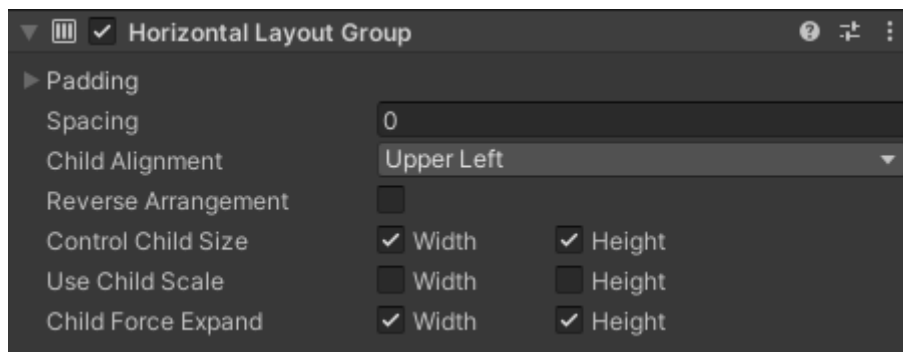 Horizontal Layout Group
Padding
Spacing 0
Child Alignment Upper Left
Reverse Arrangement
Control Child Size Width Height
Use Child Scale Width Height
Child Force Expand Width Height